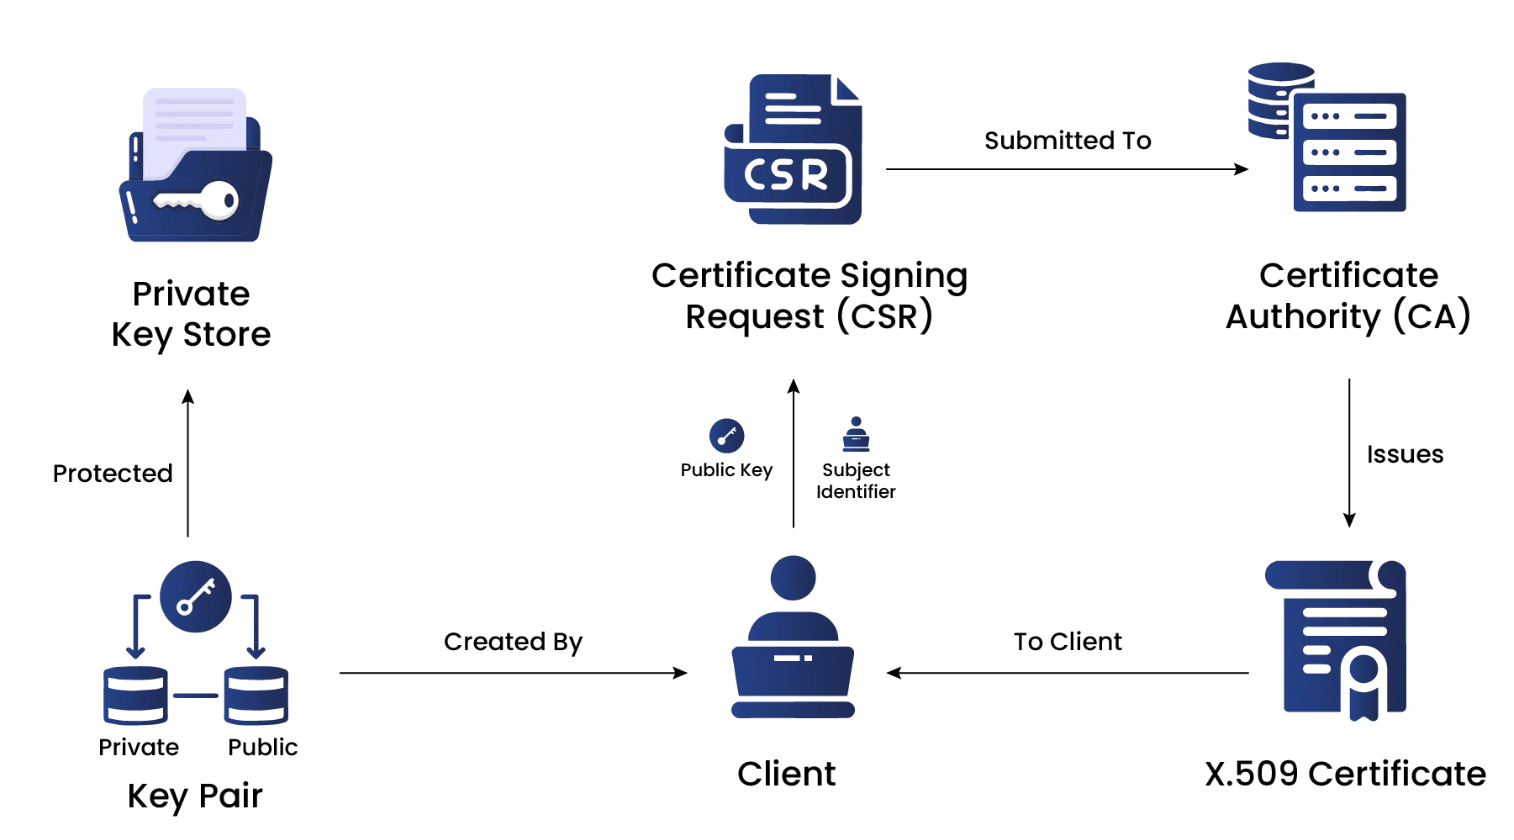 CSR
Submitted To
Private
Key Store
Certificate Signing
Request (CSR)
Certificate
Authority (CA)
Protected
Public Key
Subject
Identifier
Issues
Created By
To Client
Private
Public
Key Pair
Client
X.509 Certificate